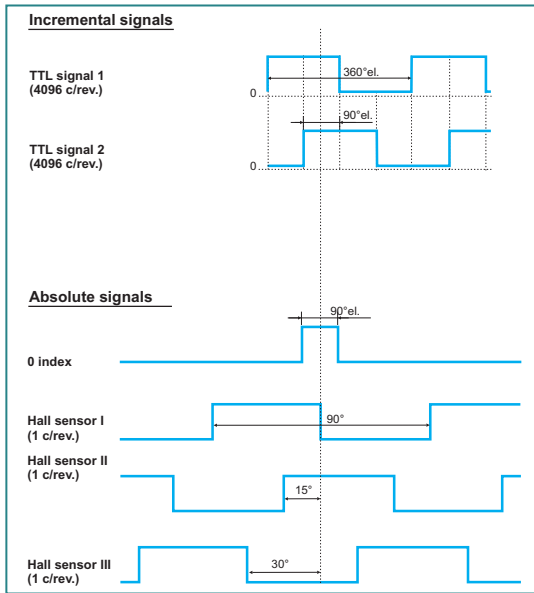 Incremental signals
TTL signal 1
(4096 c/rev.)
360°el.
0
TTL signal 2
(4096 c/rev.)
90°el.
0
Absolute signals
90°el.
0 index
Hall sensor I
(1 c/rev.)
90°
Hall sensor II
(1 c/rev.)
15°
Hall sensor III
(1 c/rev.)
30°